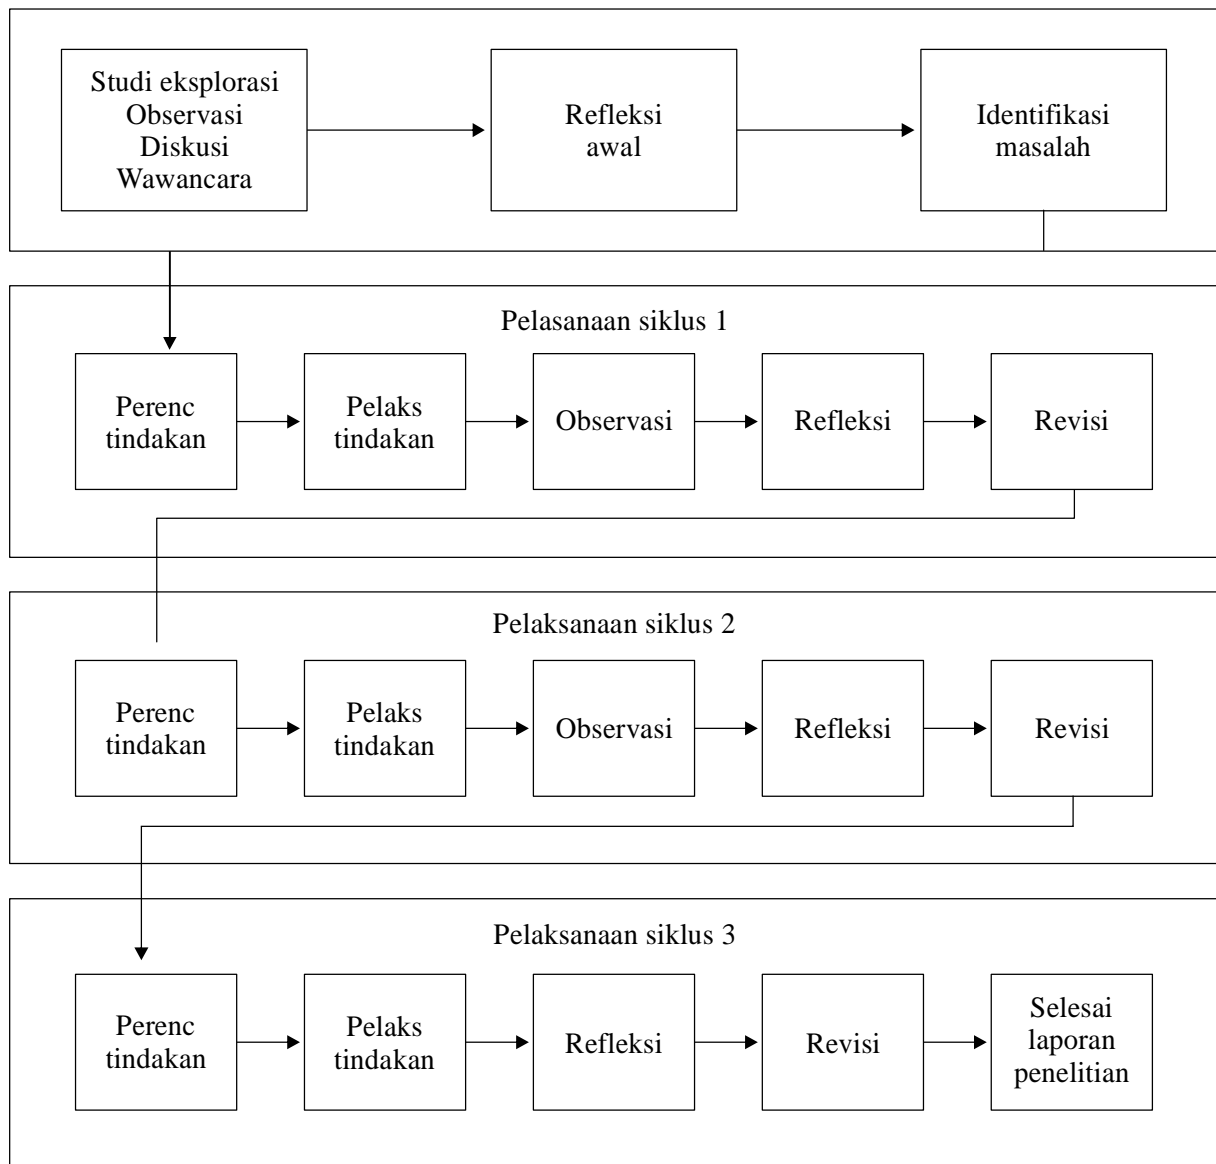 Studi eksplorasi
Observasi
Diskusi
Wawancara
Refleksi
awal
Identifikasi
masalah
Pelasanaan siklus 1
Perenc
tindakan
Pelaks
tindakan
Observasi
Refleksi
Revisi
Pelaksanaan siklus 2
Perenc
tindakan
Pelaks
tindakan
Observasi
Refleksi
Revisi
Pelaksanaan siklus 3
Perenc
tindakan
Pelaks
tindakan
Refleksi
Revisi
Selesai
laporan
penelitian